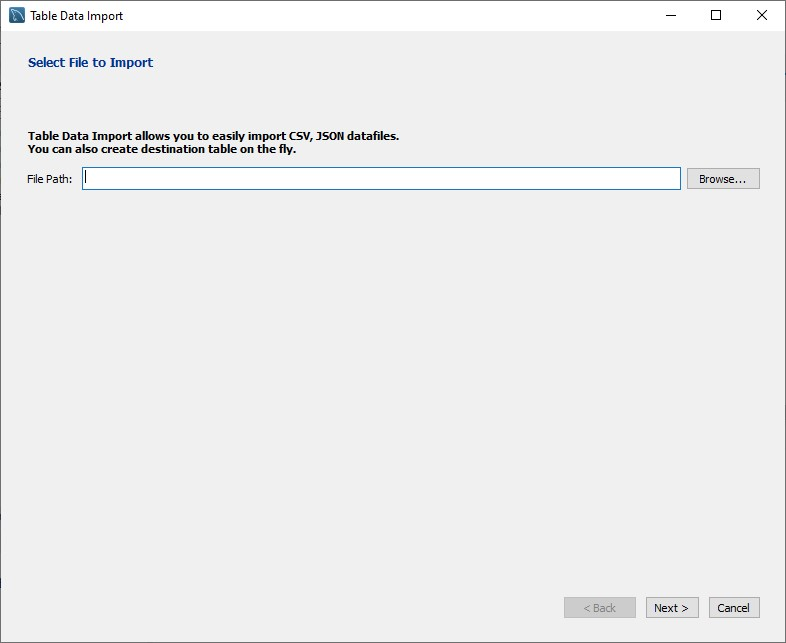 Table Data Import
Select File to Import
Table Data Import allows you to easily import CSV, JSON datafiles.
You can also create destination table on the fly.
File Path:
Browse...
< Back
Next >
Cancel